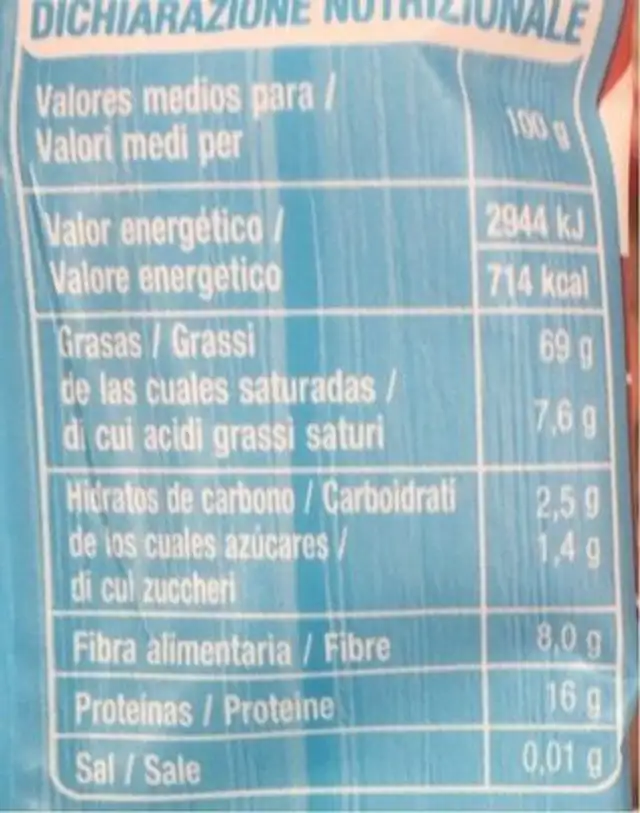 DICHIARAZIONE NUTRIZIONALE
Valores medios para /
Valori medi per
100 g
Valor energético /
Valore energetico
2944 kJ
714 kcal
Grasas / Grassi
69 g
de las cuales saturadas /
di cui acidi grassi saturi
7,6 g
Hidratos de carbono / Carboidrati
2,5 g
de los cuales azúcares /
di cui zuccheri
1,4 g
Fibra alimentaria / Fibre
8,0 g
Proteínas / Proteine
16 g
Sal / Sale
0,01 g